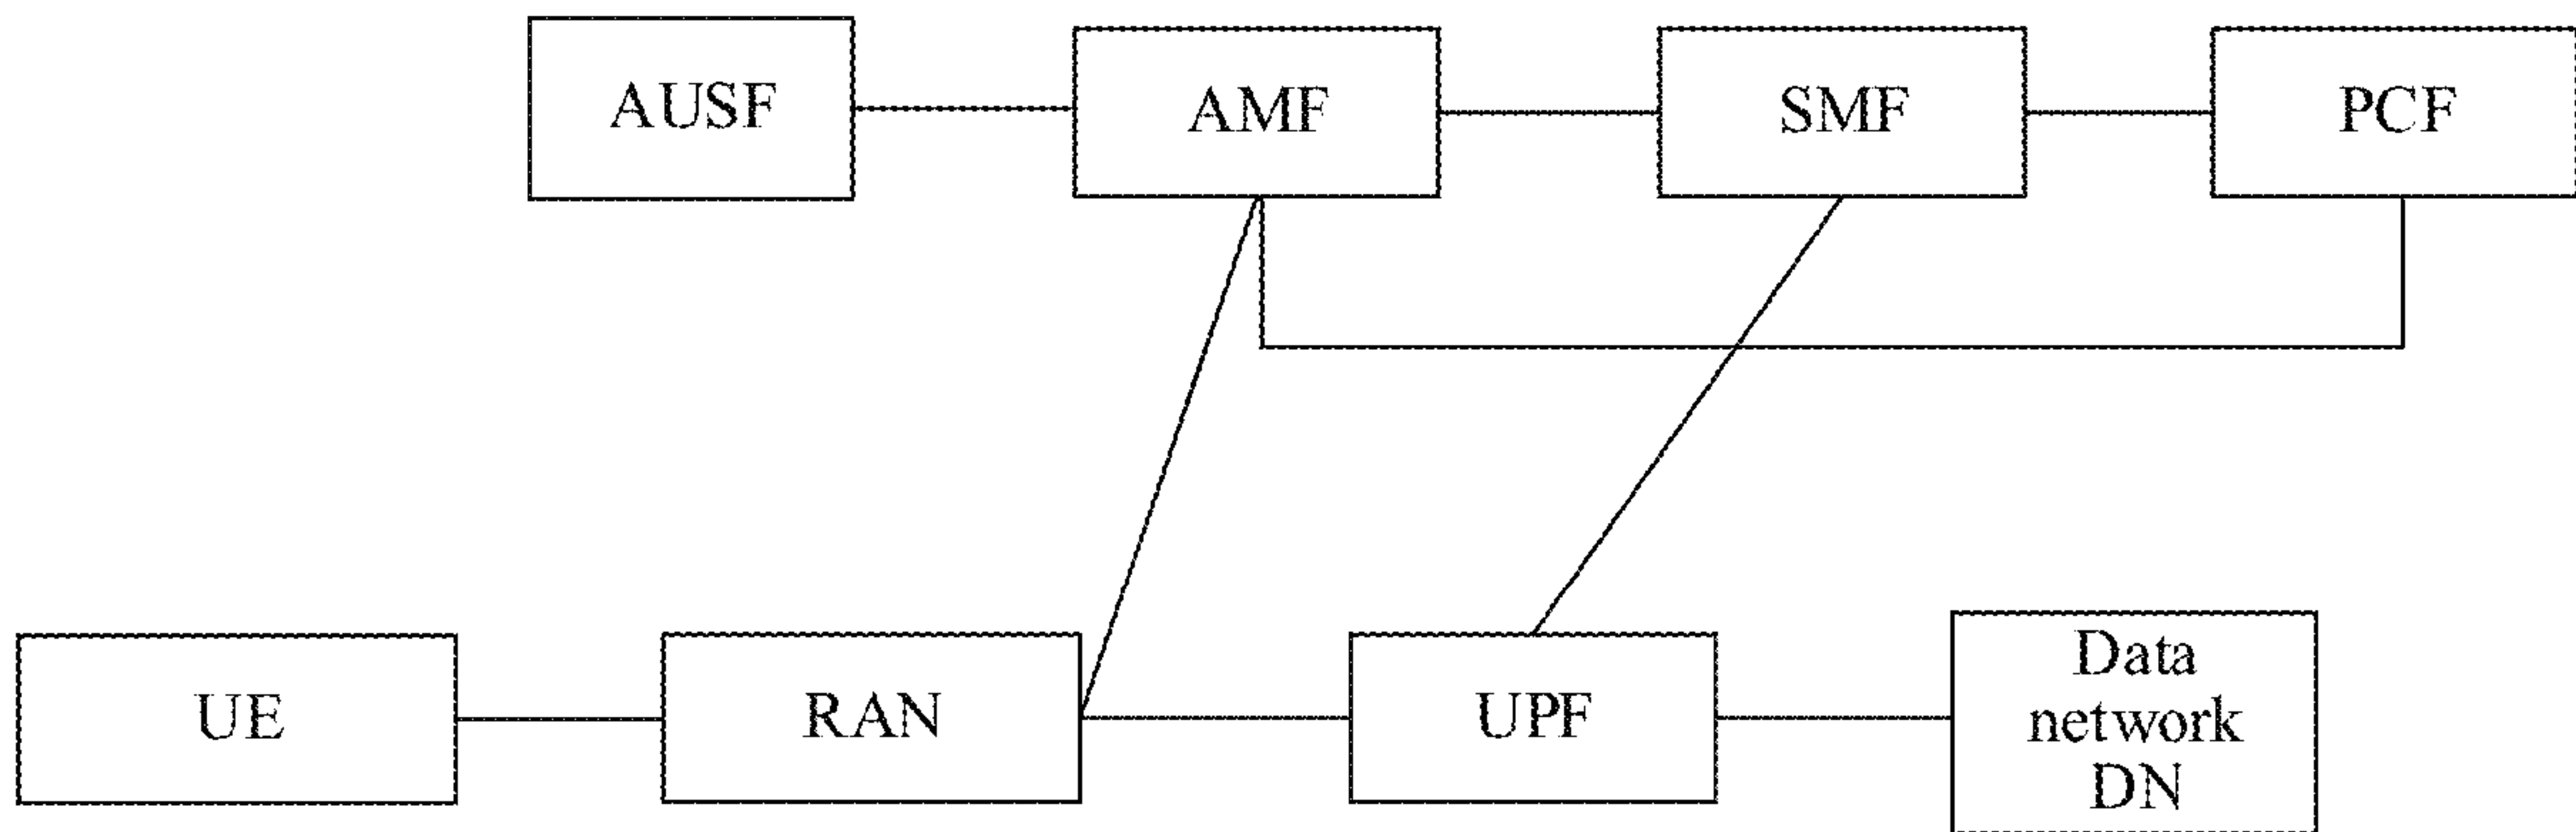 AUSF
AMF
SMF
PCF
UE
RAN
UPF
Data
network
DN